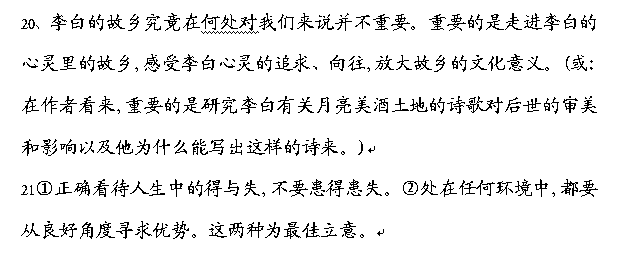 20、李白的故乡究竟在何处对我们来说并不重要。重要的是走进李白的
心灵里的故乡,感受李白心灵的追求、向往,放大故乡的文化意义。(或:
在作者看来,重要的是研究李白有关月亮美酒土地的诗歌对后世的审美
和影响以及他为什么能写出这样的诗来。)
21①正确看待人生中的得与失,不要患得患失。②处在任何环境中,都要
从良好角度寻求优势。这两种为最佳立意。